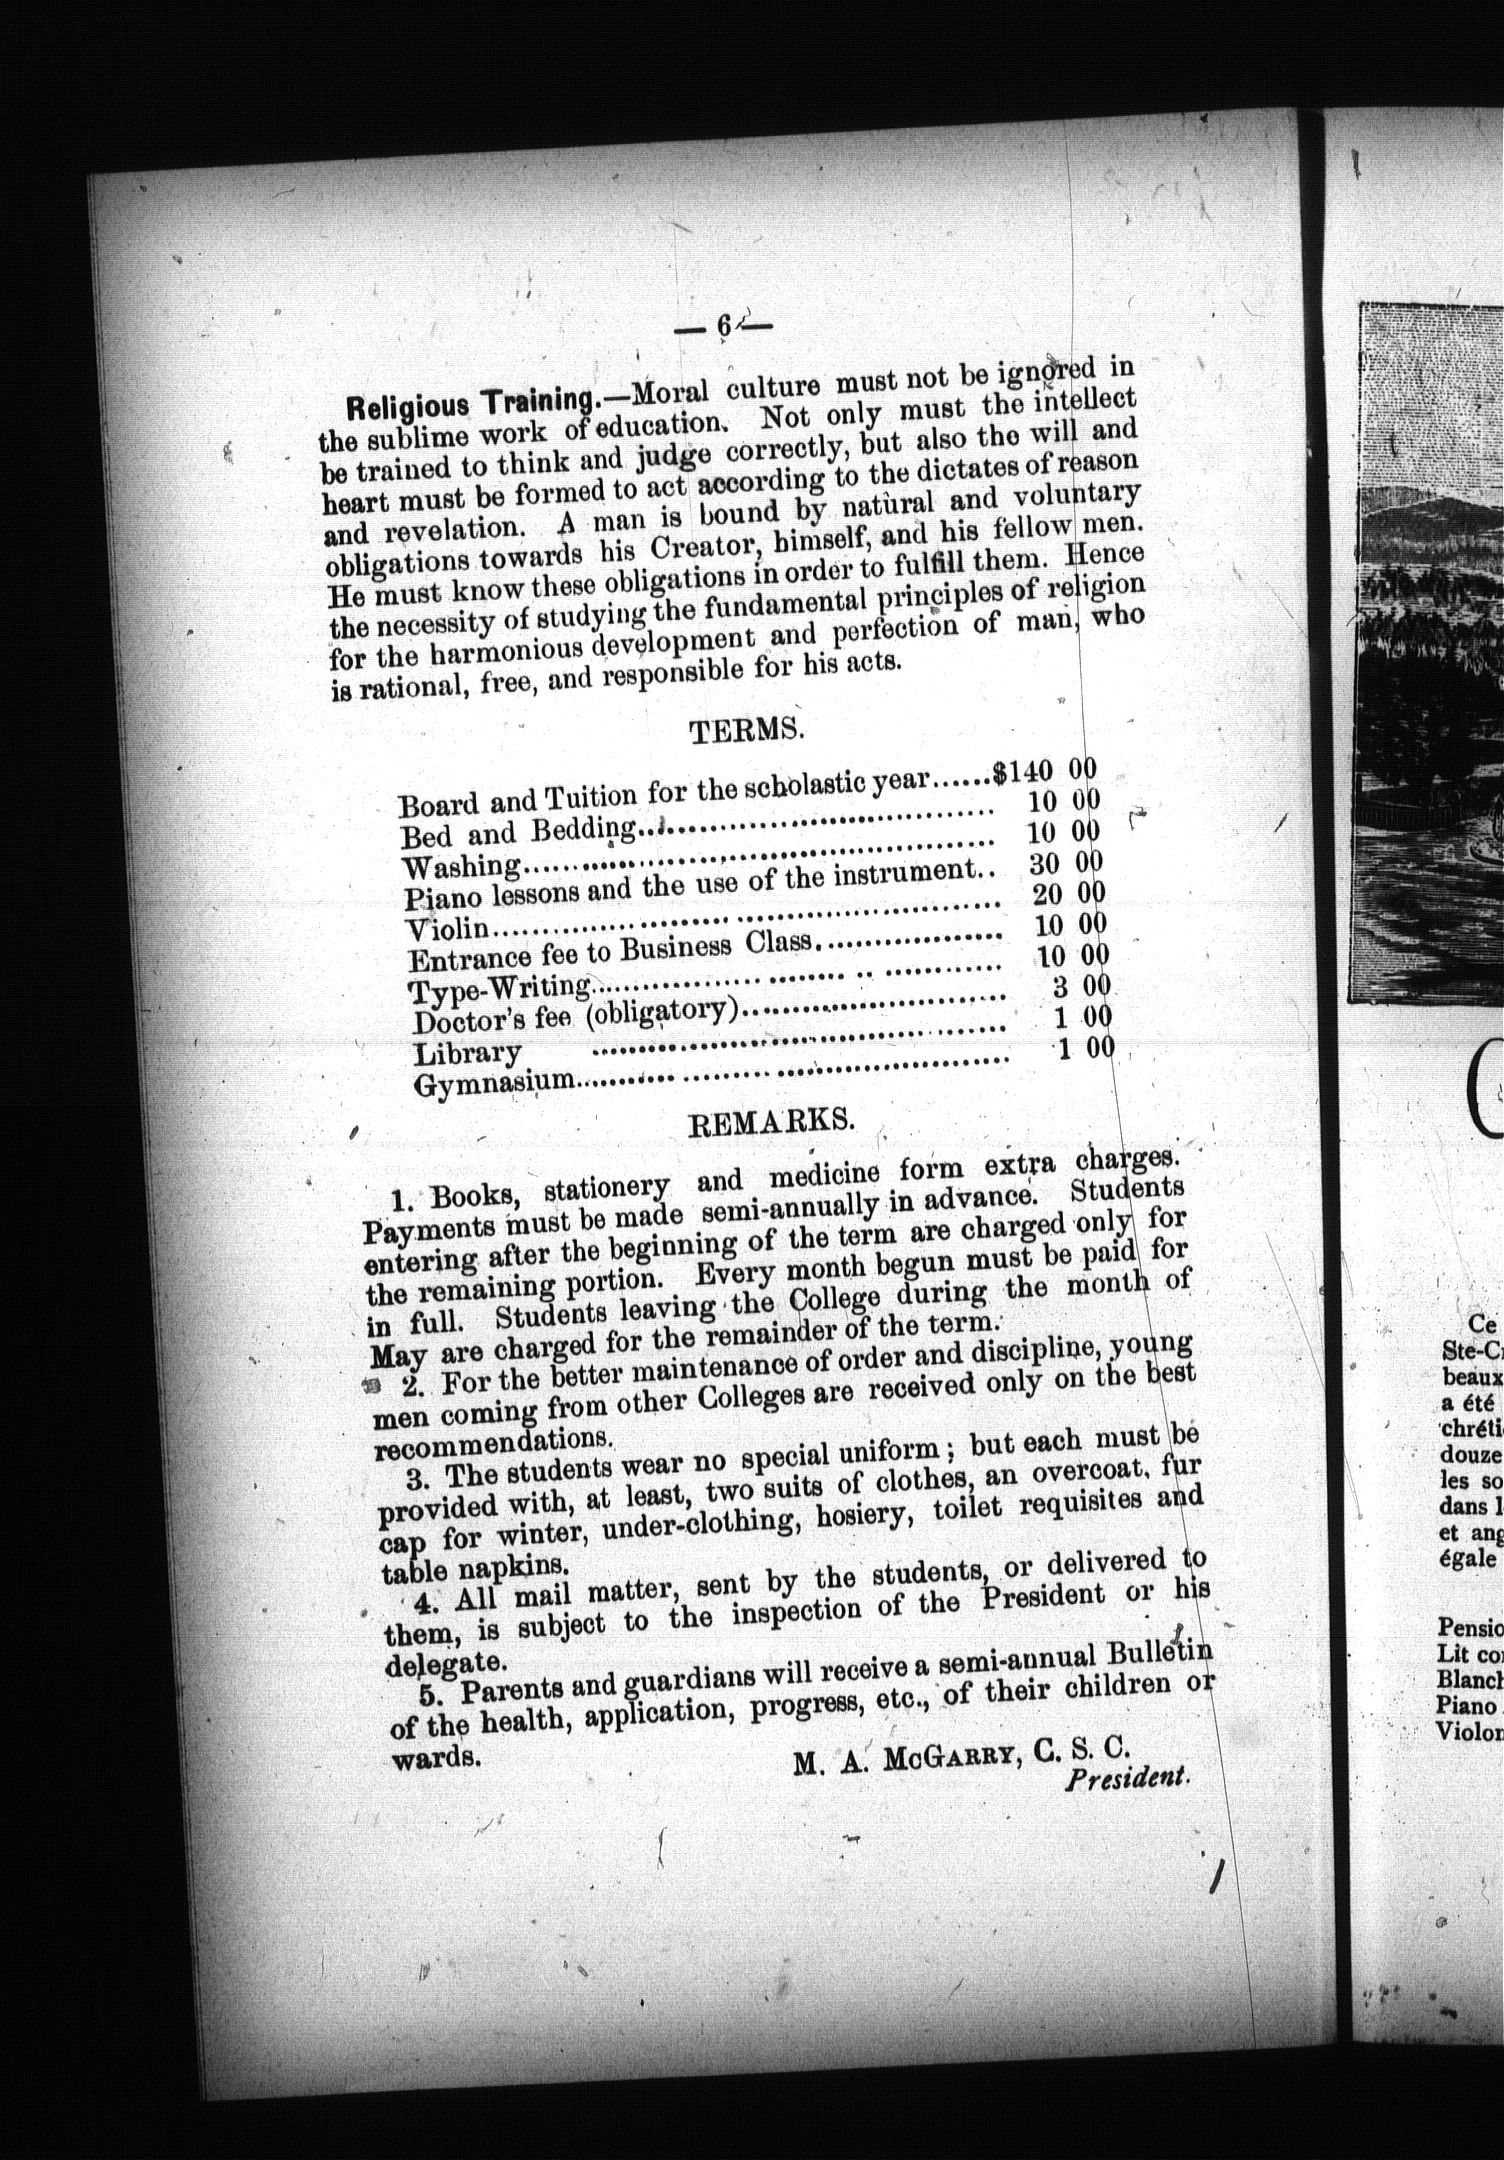 — 6 —
Religious Training.—Moral culture must not be ignored in
the sublime work of education. Not only must the intellect
be trained to think and judge correctly, but also the will and
heart must be formed to act according to the dictates of reason
and revelation. A man is bound by natural and voluntary
obligations towards his Creator, himself, and his fellow men.
He must know these obligations in order to fulfill them. Hence
the necessity of studying the fundamental principles of religion
for the harmonious development and perfection of man, who
is rational, free, and responsible for his acts.
TERMS.
Board and Tuition for the scholastic year......$140 00
Bed and Bedding........................................ 10 00
Washing.................................................... 10 00
Piano lessons and the use of the instrument.. 30 00
Violin........................................................ 20 00
Entrance fee to Business Class..................... 10 00
Type-Writing............................................. 10 00
Doctor's fee (obligatory)............................. 3 00
Library ............................................. 1 00
Gymnasium............................................... 1 00
REMARKS.
1. Books, stationery and medicine form extra charges.
Payments must be made semi-annually in advance. Students
entering after the beginning of the term are charged only for
the remaining portion. Every month begun must be paid for
in full. Students leaving the College during the month of
May are charged for the remainder of the term.
2. For the better maintenance of order and discipline, young
men coming from other Colleges are received only on the best
recommendations.
3. The students wear no special uniform; but each must be
provided with, at least, two suits of clothes, an overcoat, fur
cap for winter, under-clothing, hosiery, toilet requisites and
table napkins.
4. All mail matter, sent by the students, or delivered to
them, is subject to the inspection of the President or his
delegate.
5. Parents and guardians will receive a semi-annual Bulletin
of the health, application, progress, etc., of their children or
wards.
M. A. McGARRY, C. S. C.
President.
Ce
Ste-Cr
beaux
a été
chréti
douze
les so
dans l
et ang
égale
Pensio
Lit co
Blanch
Piano
Violon